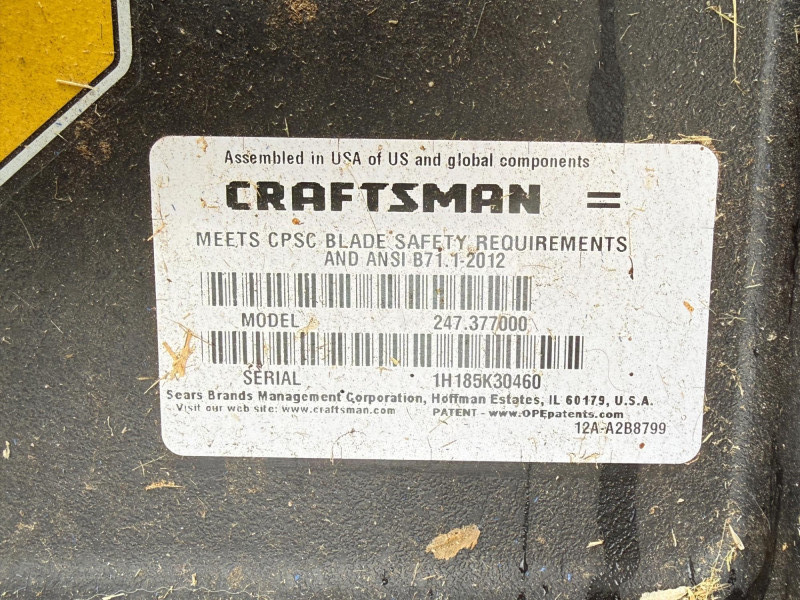 Assembled in USA of US and global components
CRAFTSMAN =
MEETS CPSC BLADE SAFETY REQUIREMENTS
AND ANSI B71.1-2012
MODEL 247.377000
SERIAL 1H185K30460
Sears Brands Management Corporation, Hoffman Estates, IL 60179, U.S.A.
Visit our web site: www.craftsman.com PATENT - www.OPEpatents.com
12A-A2B8799